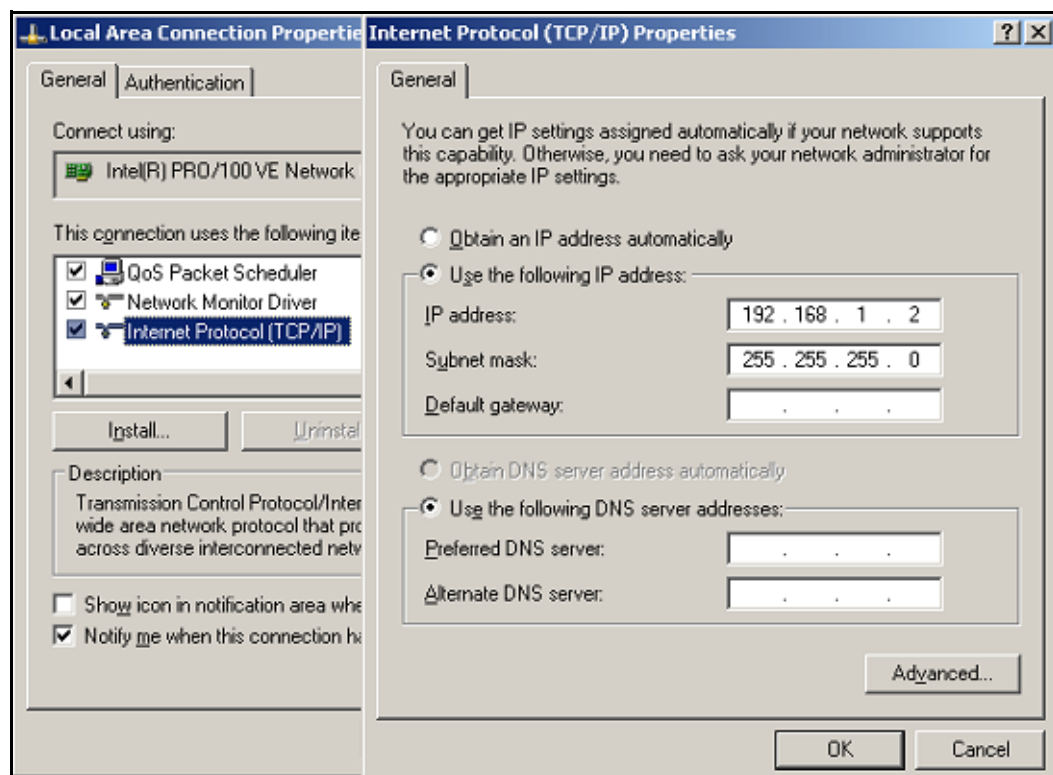 Local Area Connection Propertie
General
Authentication
Connect using:
Intel(R) PRO/100 VE Network
This connection uses the following ite
QoS Packet Scheduler
Network Monitor Driver
Internet Protocol (TCP/IP)
Install...
Uninstal
Description
Transmission Control Protocol/Inter
wide area network protocol that pro
across diverse interconnected netw
Show icon in notification area whe
Notify me when this connection ha
Internet Protocol (TCP/IP) Properties
General
You can get IP settings assigned automatically if your network supports
this capability. Otherwise, you need to ask your network administrator for
the appropriate IP settings.
Obtain an IP address automatically
Use the following IP address:
IP address: 192 . 168 . 1 . 2
Subnet mask: 255 . 255 . 255 . 0
Default gateway: . . .
Obtain DNS server address automatically
Use the following DNS server addresses:
Preferred DNS server: . . .
Alternate DNS server: . . .
Advanced...
OK Cancel